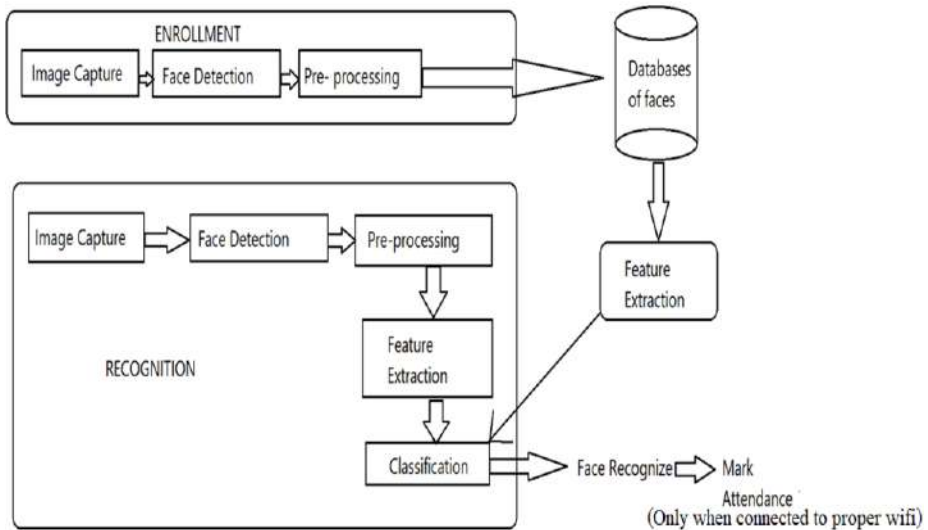 ENROLLMENT
Image Capture
Face Detection
Pre- processing
Databases
of faces
Image Capture
Face Detection
Pre-processing
Feature
Extraction
Feature
Extraction
RECOGNITION
Classification
Face Recognize
Mark
Attendance
(Only when connected to proper wifi)